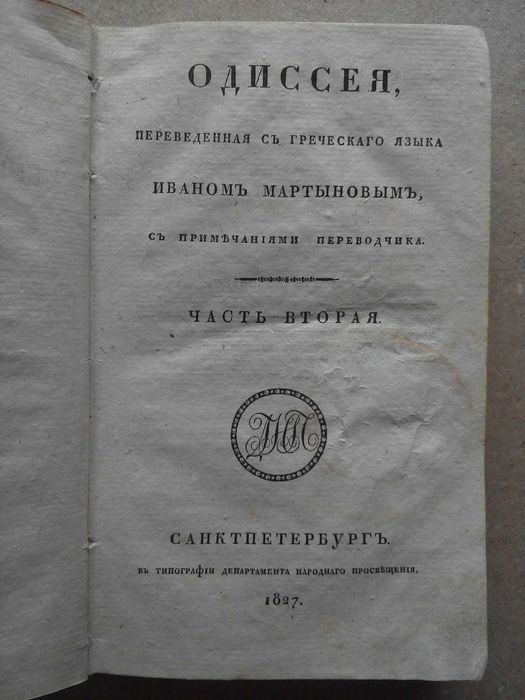 ОДИССЕЯ,
ПЕРЕВЕДЕННАЯ СЪ ГРЕЧЕСКАГО ЯЗЫКА
ИВАНОМЪ МАРТЫНОВЫМЪ,
СЪ ПРИМѢЧАНІЯМИ ПЕРЕВОДЧИКА.
ЧАСТЬ ВТОРАЯ.
САНКТПЕТЕРБУРГЪ.
ВЪ ТИПОГРАФІИ ДЕПАРТАМЕНТА НАРОДНАГО ПРОСВѢЩЕНІЯ.
1827.